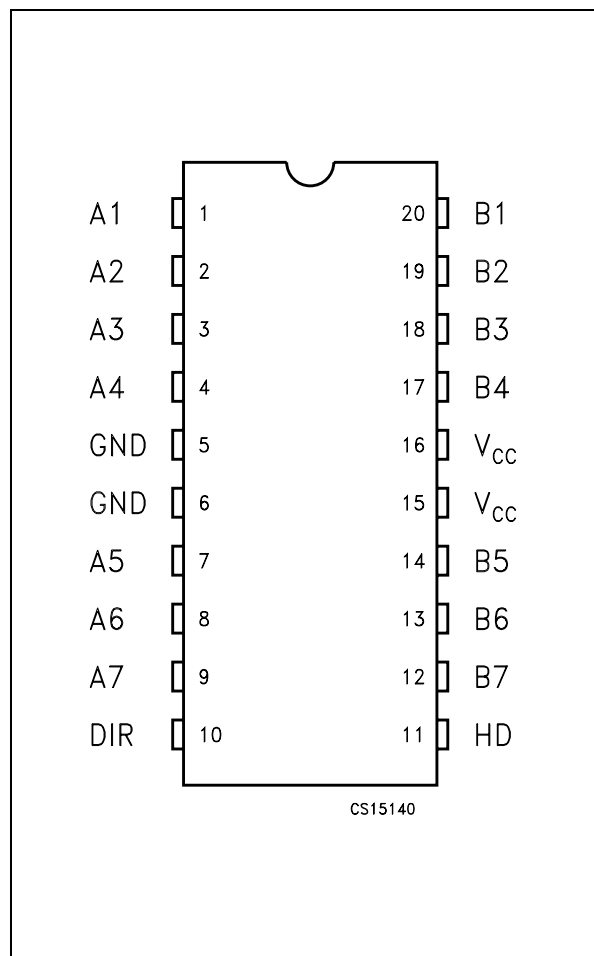 A1 1 20 B1
A2 2 19 B2
A3 3 18 B3
A4 4 17 B4
GND 5 16 VCC
GND 6 15 VCC
A5 7 14 B5
A6 8 13 B6
A7 9 12 B7
DIR 10 11 HD
CS15140